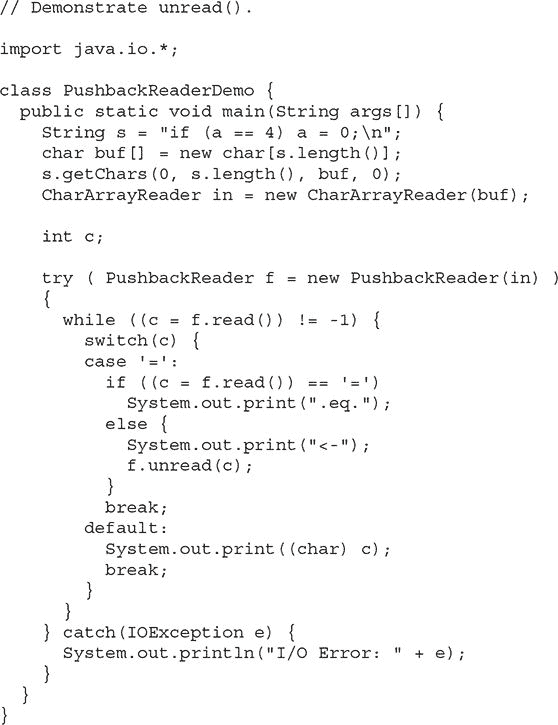 // Demonstrate unread().

import java.io.*;

class PushbackReaderDemo {
  public static void main(String args[]) {
    String s = "if (a == 4) a = 0;\n";
    char buf[] = new char[s.length()];
    s.getChars(0, s.length(), buf, 0);
    CharArrayReader in = new CharArrayReader(buf);

    int c;

    try ( PushbackReader f = new PushbackReader(in) )
    {
      while ((c = f.read()) != -1) {
        switch(c) {
        case '=':
          if ((c = f.read()) == '=')
            System.out.print(".eq.");
          else {
            System.out.print("<-");
            f.unread(c);
          }
          break;
        default:
          System.out.print((char) c);
          break;
        }
      }
    } catch(IOException e) {
      System.out.println("I/O Error: " + e);
    }
  }
}